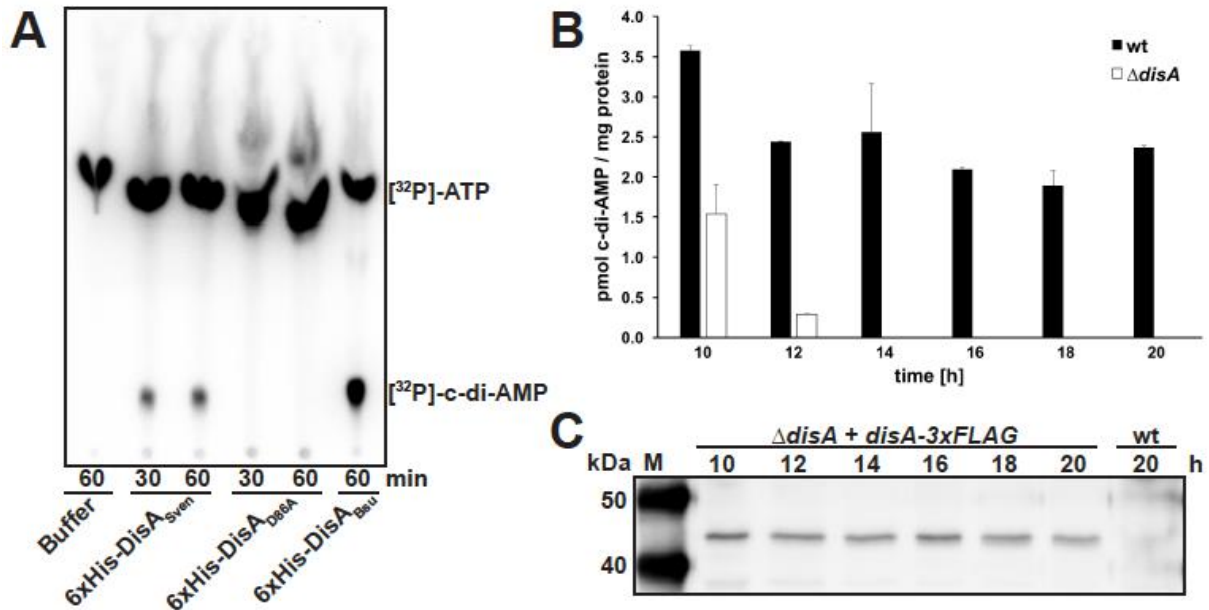 A
[³²P]-ATP
[³²P]-c-di-AMP
60 30 60 30 60 60 min
Buffer
6xHis-DisA_Sven
6xHis-DisA_D86A
6xHis-DisA_Bsu
B
pmol c-di-AMP / mg protein
4.0
3.5
3.0
2.5
2.0
1.5
1.0
0.5
0.0
10 12 14 16 18 20
time [h]
wt
ΔdisA
C
ΔdisA + disA-3xFLAG wt
kDa M 10 12 14 16 18 20 20 h
50
40